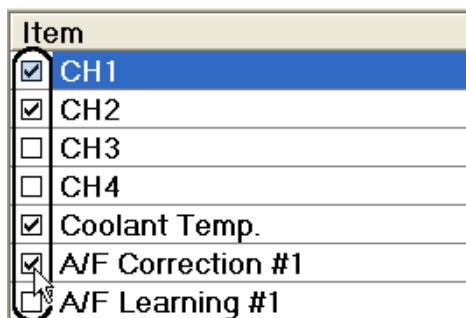 Item
CH1
CH2
CH3
CH4
Coolant Temp.
A/F Correction #1
A/F Learning #1